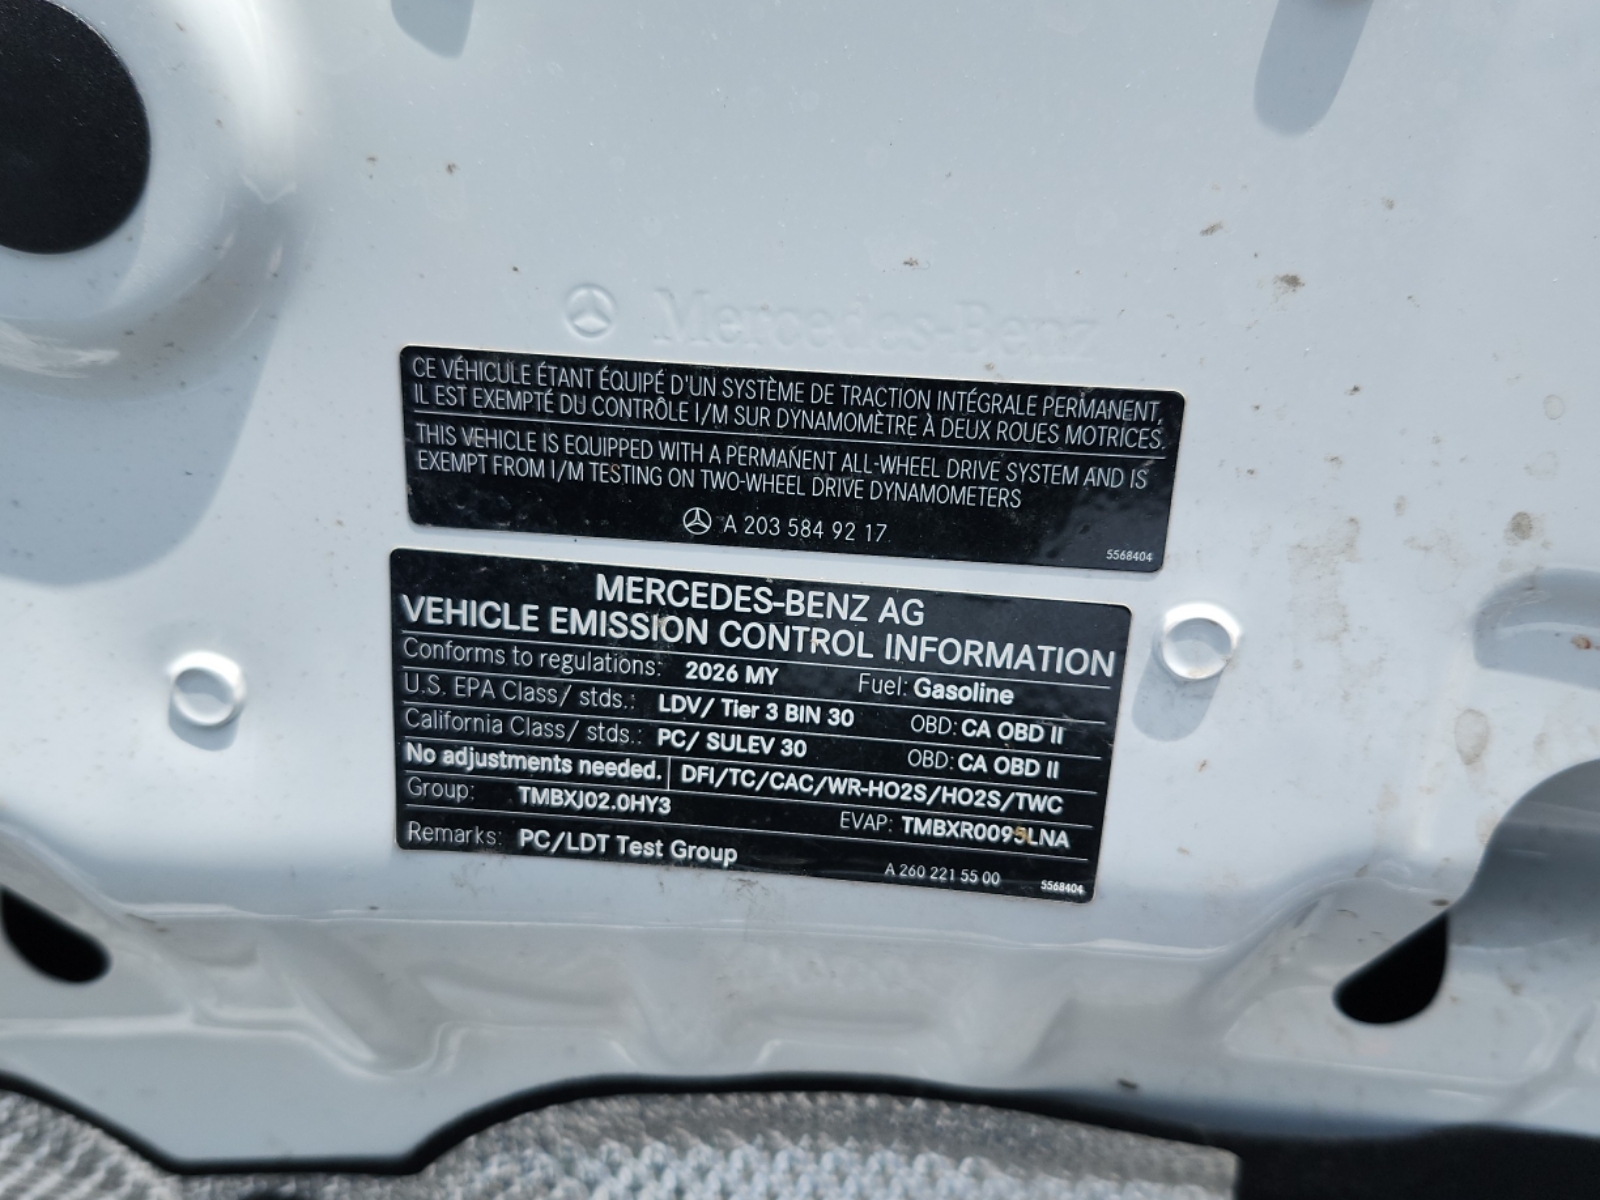 Mercedes-Benz
CE VÉHICULE ÉTANT ÉQUIPÉ D'UN SYSTÈME DE TRACTION INTÉGRALE PERMANENT,
IL EST EXEMPTÉ DU CONTRÔLE I/M SUR DYNAMOMÈTRE À DEUX ROUES MOTRICES.
THIS VEHICLE IS EQUIPPED WITH A PERMANENT ALL-WHEEL DRIVE SYSTEM AND IS
EXEMPT FROM I/M TESTING ON TWO-WHEEL DRIVE DYNAMOMETERS
A 203 584 92 17
5568404
MERCEDES-BENZ AG
VEHICLE EMISSION CONTROL INFORMATION
Conforms to regulations: 2026 MY Fuel: Gasoline
U.S. EPA Class/ stds.: LDV/ Tier 3 BIN 30 OBD: CA OBD II
California Class/ stds.: PC/ SULEV 30 OBD: CA OBD II
No adjustments needed. DFI/TC/CAC/WR-HO2S/HO2S/TWC
Group: TMBXJ02.0HY3 EVAP: TMBXR0095LNA
Remarks: PC/LDT Test Group
A 260 221 55 00 5568404